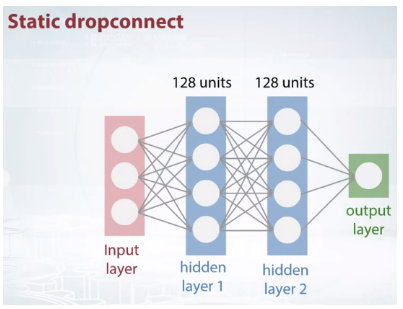 Static dropconnect
128 units 128 units
Input
layer
hidden
layer 1
hidden
layer 2
output
layer